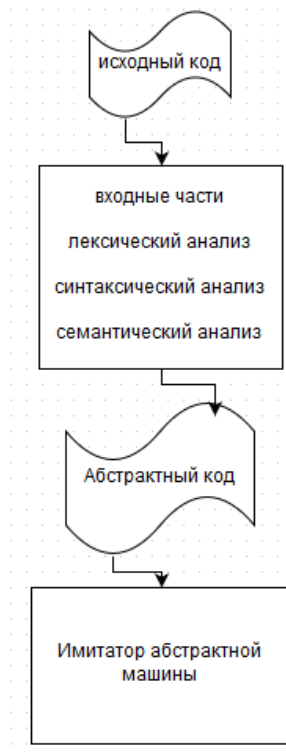 исходный код
входные части
лексический анализ
синтаксический анализ
семантический анализ
Абстрактный код
Имитатор абстрактной
машины